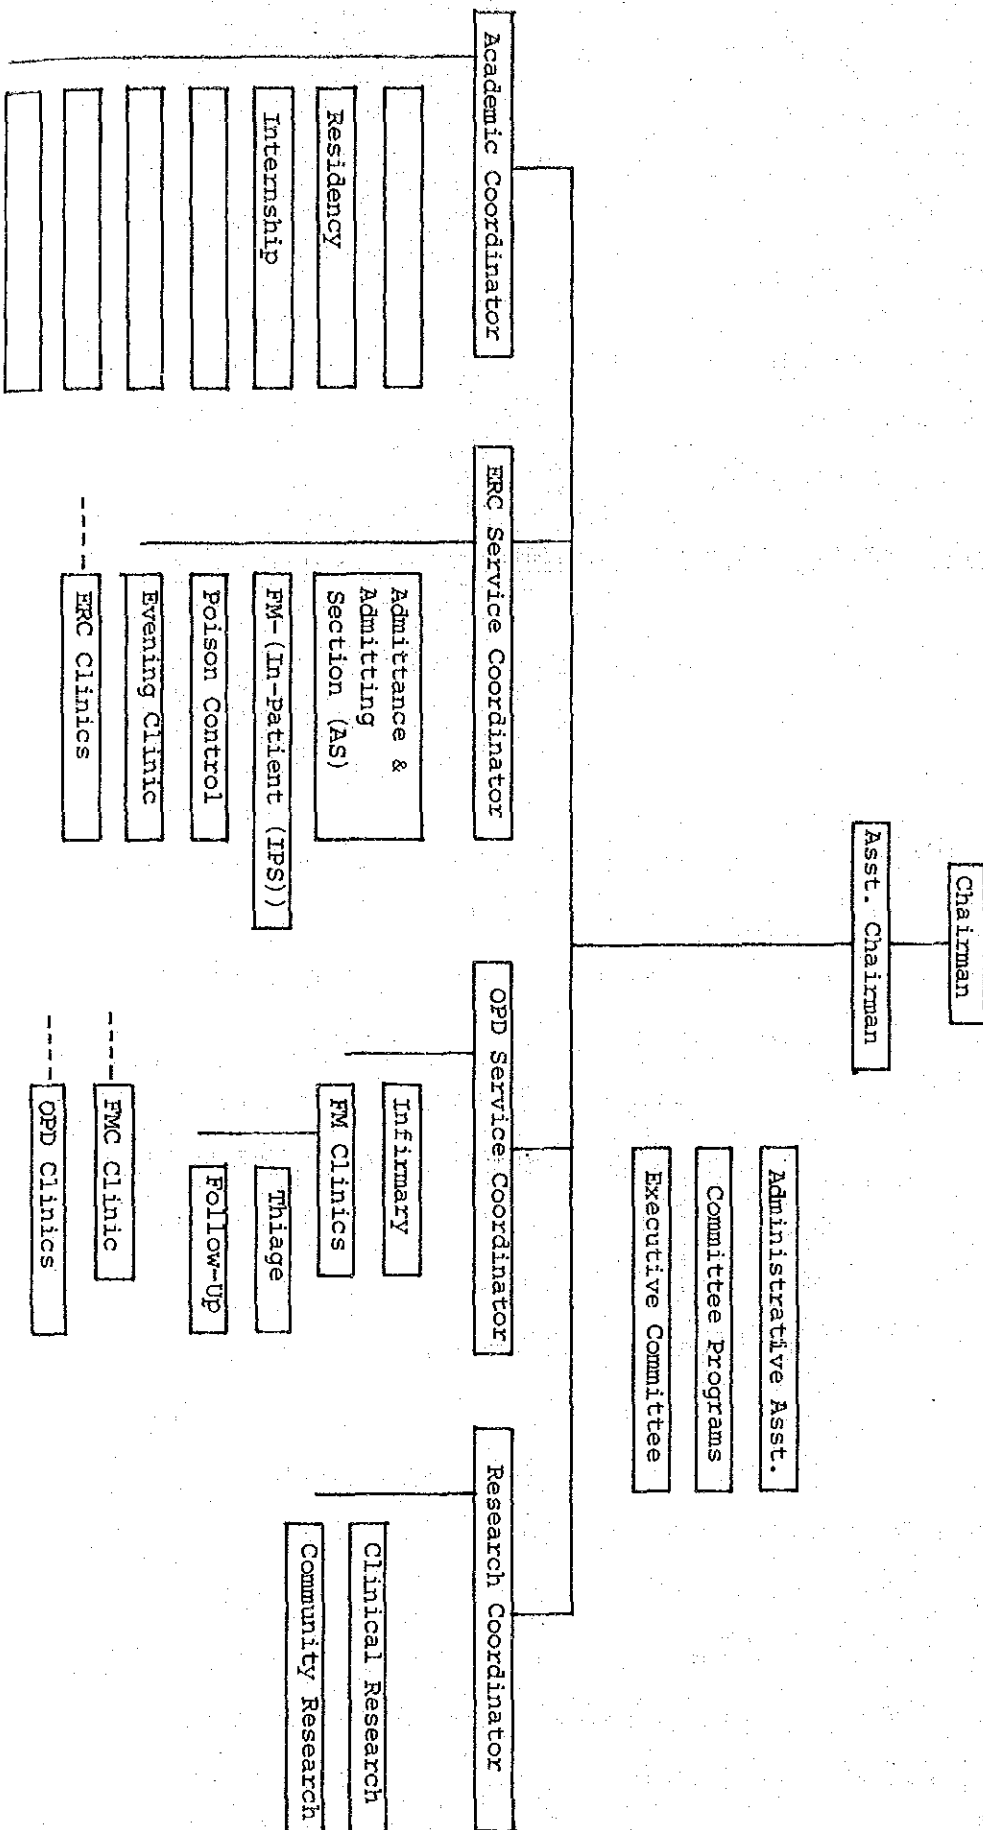 Chairman
Asst. Chairman
Administrative Asst.
Committee Programs
Executive Committee
Academic Coordinator
Residency
Internship
ERC Service Coordinator
Admittance &
Admitting
Section (AS)
FM-(In-Patient (IPS))
Poison Control
Evening Clinic
ERC Clinics
OPD Service Coordinator
Infirmary
FM Clinics
Thiage
Follow-Up
FMC Clinic
OPD Clinics
Research Coordinator
Clinical Research
Community Research